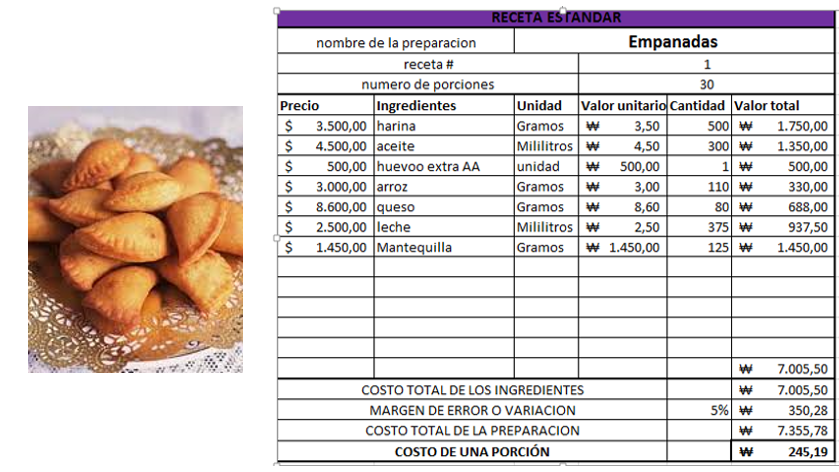 RECETA ESTANDAR
nombre de la preparacion Empanadas
receta # 1
numero de porciones 30
Precio Ingredientes Unidad Valor unitario Cantidad Valor total
$ 3.500,00 harina Gramos ₩ 3,50 500 ₩ 1.750,00
$ 4.500,00 aceite Mililitros ₩ 4,50 300 ₩ 1.350,00
$ 500,00 huevoo extra AA unidad ₩ 500,00 1 ₩ 500,00
$ 3.000,00 arroz Gramos ₩ 3,00 110 ₩ 330,00
$ 8.600,00 queso Gramos ₩ 8,60 80 ₩ 688,00
$ 2.500,00 leche Mililitros ₩ 2,50 375 ₩ 937,50
$ 1.450,00 Mantequilla Gramos ₩ 1.450,00 125 ₩ 1.450,00
₩ 7.005,50
COSTO TOTAL DE LOS INGREDIENTES ₩ 7.005,50
MARGEN DE ERROR O VARIACION 5% ₩ 350,28
COSTO TOTAL DE LA PREPARACION ₩ 7.355,78
COSTO DE UNA PORCIÓN ₩ 245,19